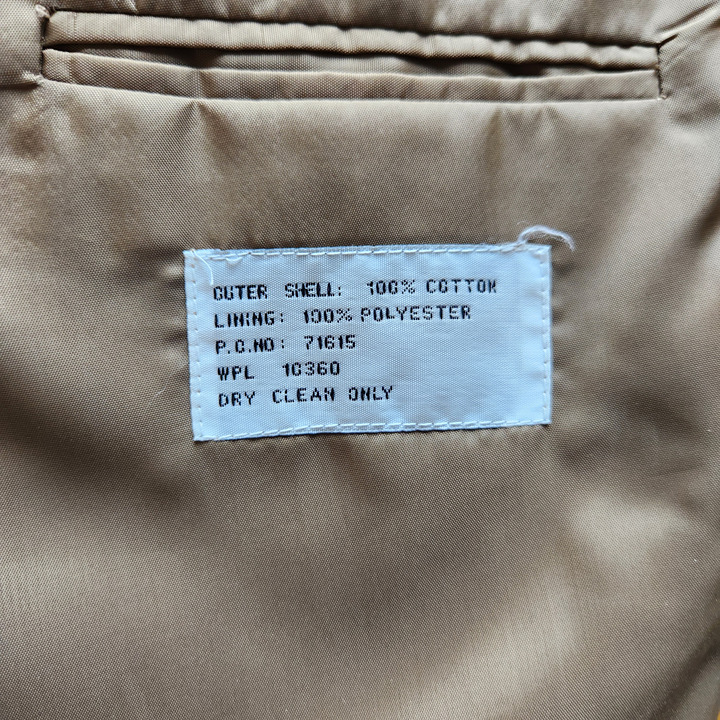 OUTER SHELL: 100% COTTON
LINING: 100% POLYESTER
P.O.NO: 71615
WPL 10360
DRY CLEAN ONLY